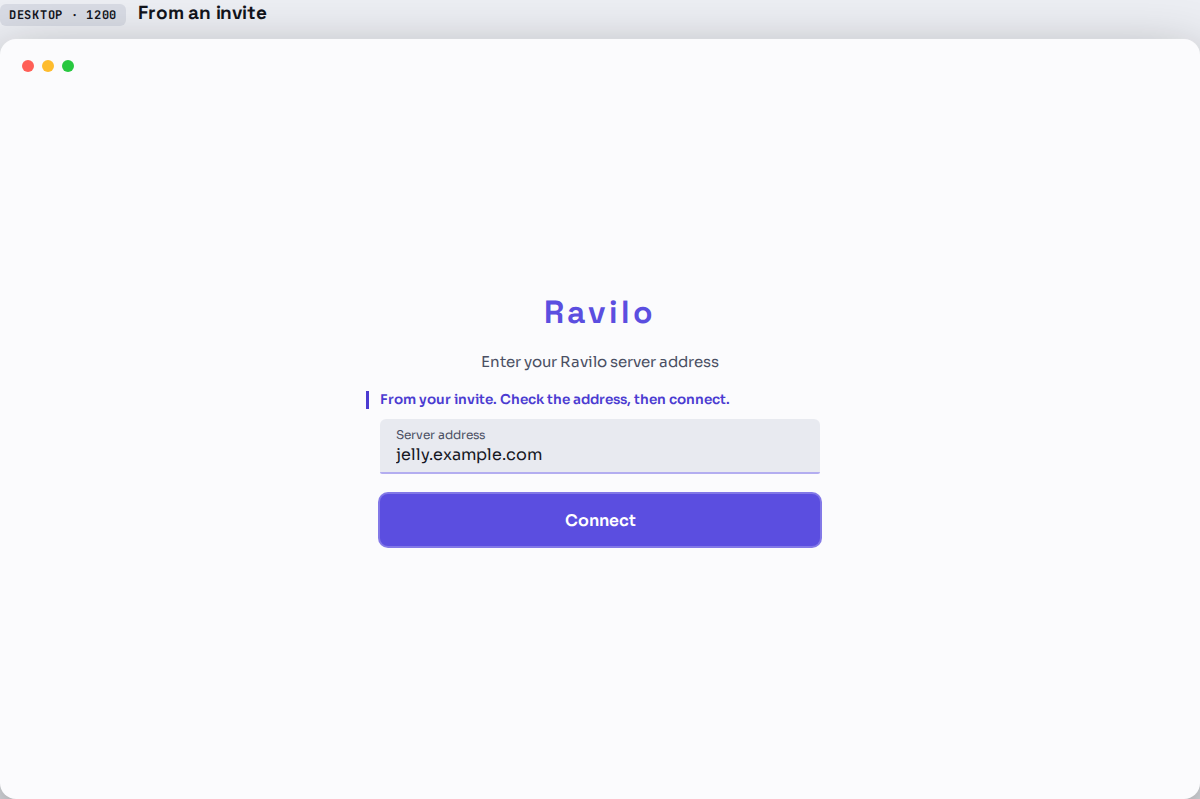 DESKTOP · 1200 From an invite
Ravilo
Enter your Ravilo server address
From your invite. Check the address, then connect.
Server address
jelly.example.com
Connect